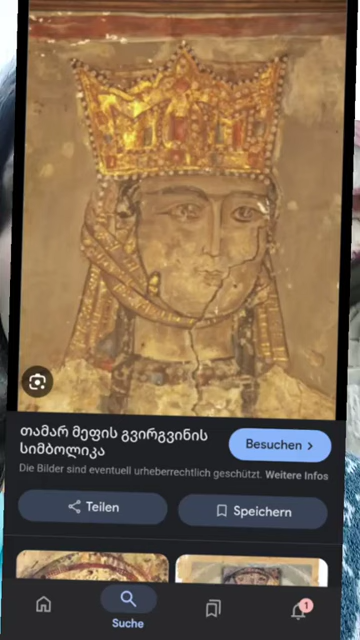 თამარ მეფის გვირგვინის
სიმბოლიკა
Besuchen
Die Bilder sind eventuell urheberrechtlich geschützt. Weitere Infos
Teilen
Speichern
1
Suche